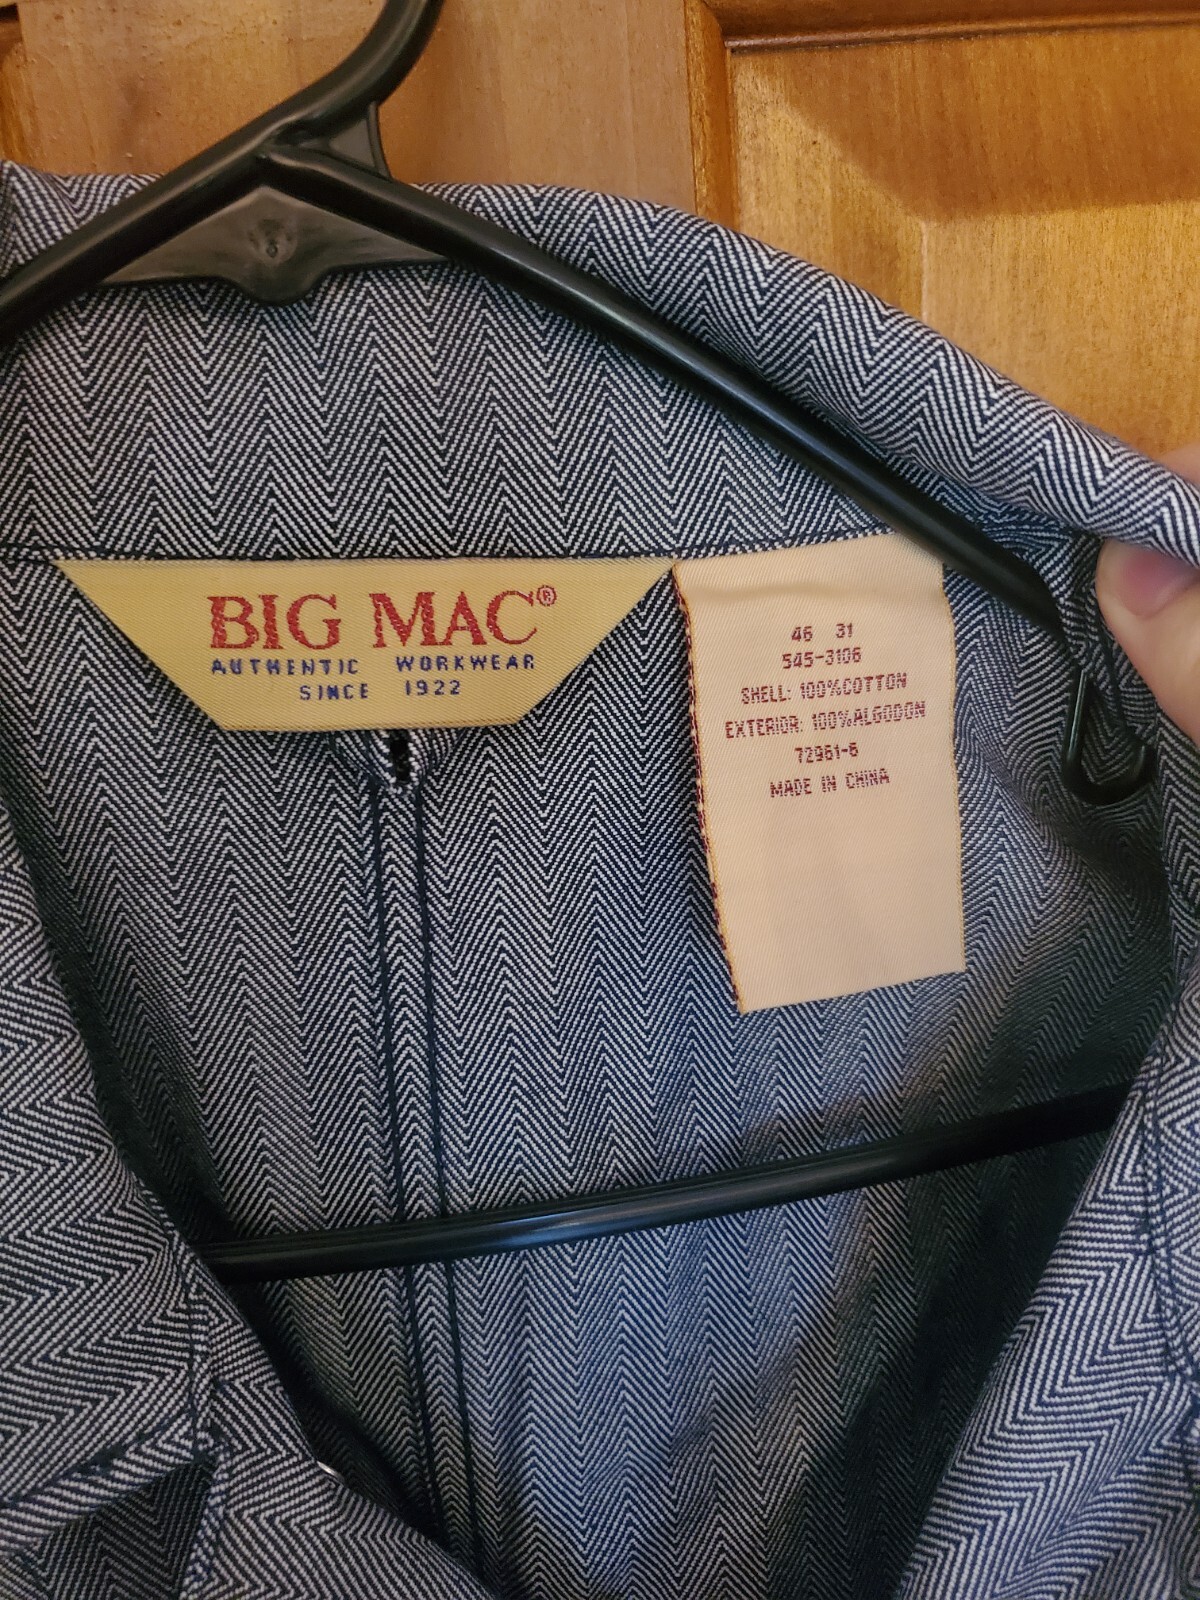 BIG MAC®
AUTHENTIC WORKWEAR
SINCE 1922
46 31
545-3106
SHELL: 100%COTTON
EXTERIOR: 100%ALGODON
72961-6
MADE IN CHINA